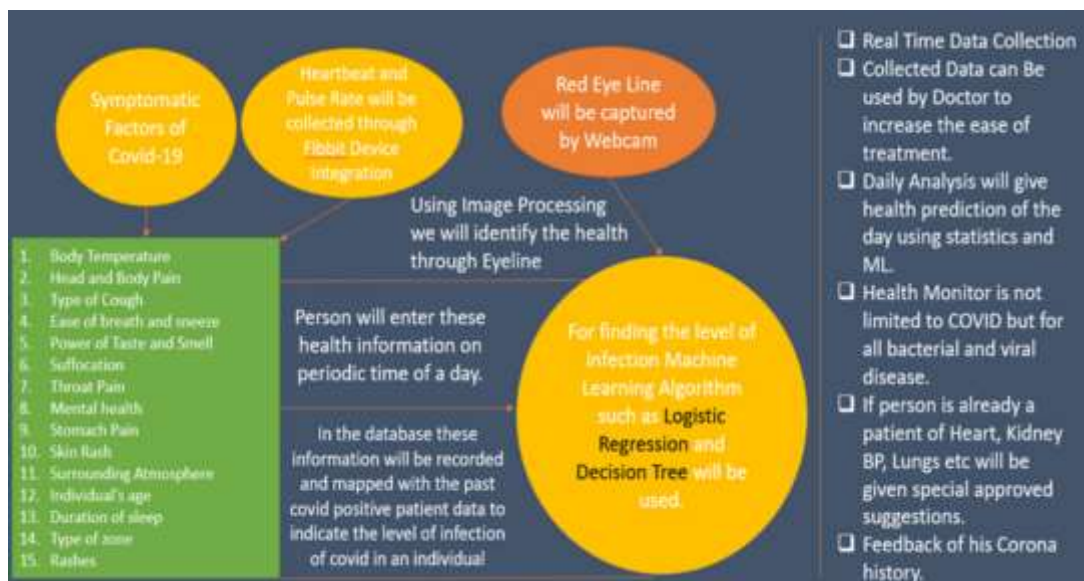 Symptomatic
Factors of
Covid-19
Heartbeat and
Pulse Rate will be
collected through
Fibbit Device
integration
Red Eye Line
will be captured
by Webcam
Using Image Processing
we will identify the health
through Eyeline
1. Body Temperature
2. Head and Body Pain
3. Type of Cough
4. Ease of breath and sneeze
5. Power of Taste and Smell
6. Suffocation
7. Throat Pain
8. Mental health
9. Stomach Pain
10. Skin Rash
11. Surrounding Atmosphere
12. Individual's age
13. Duration of sleep
14. Type of zone
15. Rashes
Person will enter these
health information on
periodic time of a day.
In the database these
information will be recorded
and mapped with the past
covid positive patient data to
indicate the level of infection
of covid in an individual
For finding the level of
Infection Machine
Learning Algorithm
such as Logistic
Regression and
Decision Tree will be
used.
Real Time Data Collection
Collected Data can Be
used by Doctor to
increase the ease of
treatment.
Daily Analysis will give
health prediction of the
day using statistics and
ML.
Health Monitor is not
limited to COVID but for
all bacterial and viral
disease.
If person is already a
patient of Heart, Kidney
BP, Lungs etc will be
given special approved
suggestions.
Feedback of his Corona
history.